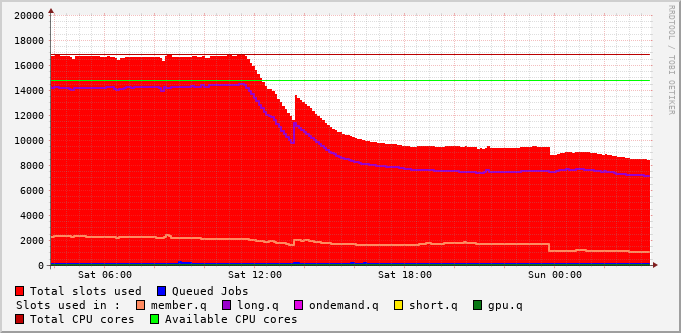 RRDTOOL / TOBI OETIKER
20000
18000
16000
14000
12000
10000
8000
6000
4000
2000
0
Sat 06:00 Sat 12:00 Sat 18:00 Sun 00:00
Total slots used Queued Jobs
Slots used in : member.q long.q ondemand.q short.q gpu.q
Total CPU cores Available CPU cores